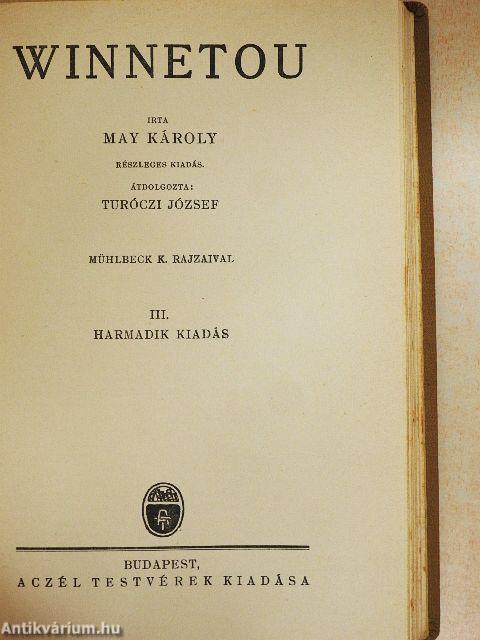 WINNETOU
IRTA
MAY KÁROLY
RÉSZLEGES KIADÁS.
ÁTDOLGOZTA:
TURÓCZI JÓZSEF
MÜHLBECK K. RAJZAIVAL
III.
HARMADIK KIADÁS
BUDAPEST,
ACZÉL TESTVÉREK KIADÁSA
Antikvárium.hu